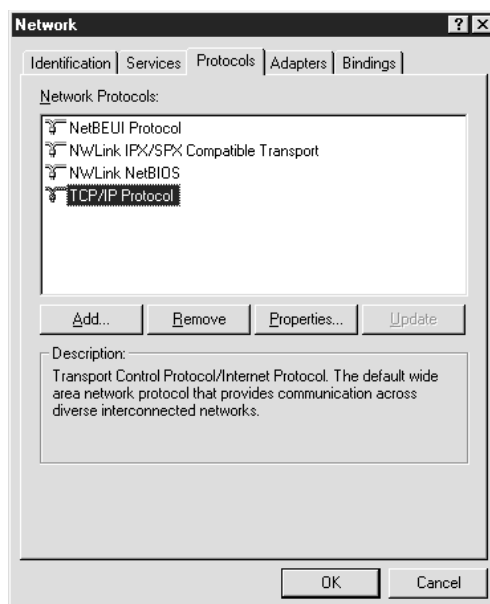 Network
Identification Services Protocols Adapters Bindings
Network Protocols:
NetBEUI Protocol
NWLink IPX/SPX Compatible Transport
NWLink NetBIOS
TCP/IP Protocol
Add... Remove Properties... Update
Description:
Transport Control Protocol/Internet Protocol. The default wide
area network protocol that provides communication across
diverse interconnected networks.
OK Cancel